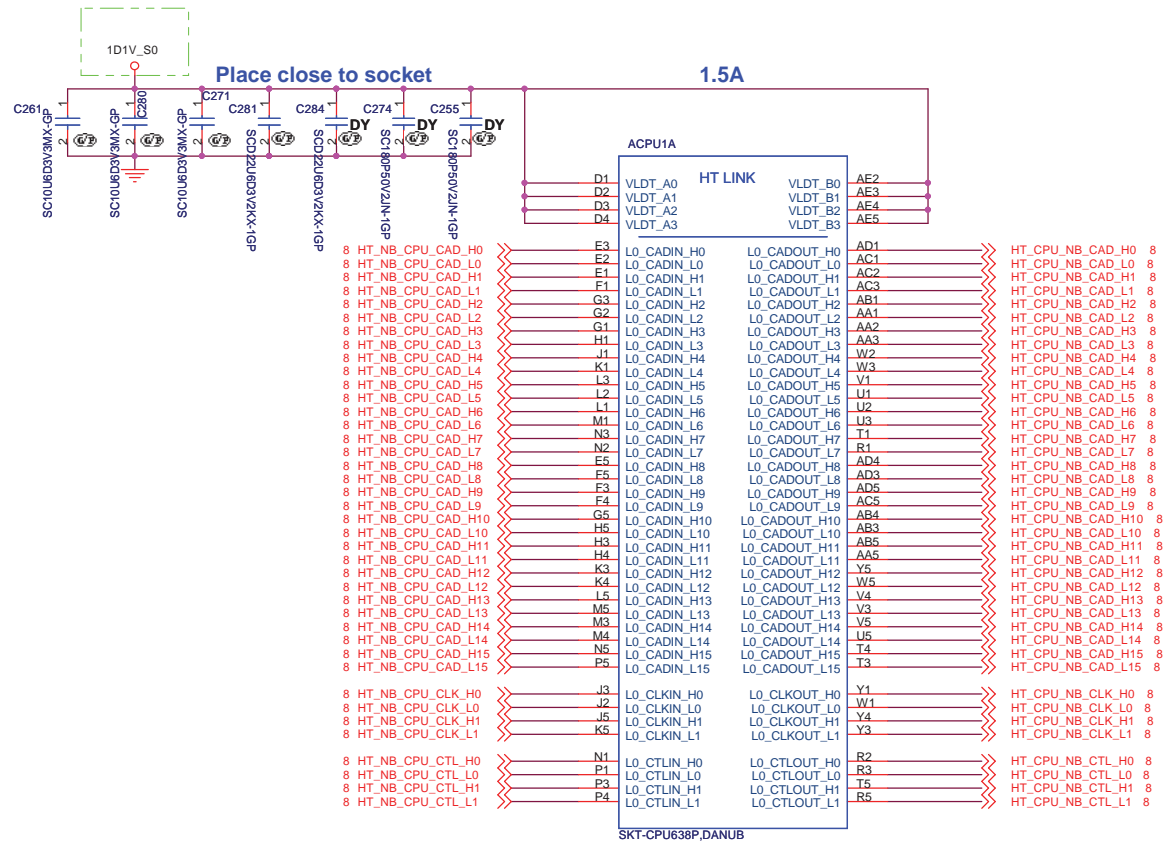 1D1V_S0
Place close to socket
1.5A
C261
C280
C271
C281
C284
C274
C255
1
1
1
1
1
1
1
2
2
2
2
2
2
2
DY
DY
DY
SC10U6D3V3MX-GP
SC10U6D3V3MX-GP
SC10U6D3V3MX-GP
SCD22U6D3V2KX-1GP
SCD22U6D3V2KX-1GP
SC180P50V2JN-1GP
SC180P50V2JN-1GP
ACPU1A
HT LINK
D1 VLDT_A0 VLDT_B0 AE2
D2 VLDT_A1 VLDT_B1 AE3
D3 VLDT_A2 VLDT_B2 AE4
D4 VLDT_A3 VLDT_B3 AE5
8 HT_NB_CPU_CAD_H0 E3 L0_CADIN_H0 L0_CADOUT_H0 AD1 HT_CPU_NB_CAD_H0 8
8 HT_NB_CPU_CAD_L0 E2 L0_CADIN_L0 L0_CADOUT_L0 AC1 HT_CPU_NB_CAD_L0 8
8 HT_NB_CPU_CAD_H1 E1 L0_CADIN_H1 L0_CADOUT_H1 AC2 HT_CPU_NB_CAD_H1 8
8 HT_NB_CPU_CAD_L1 F1 L0_CADIN_L1 L0_CADOUT_L1 AC3 HT_CPU_NB_CAD_L1 8
8 HT_NB_CPU_CAD_H2 G3 L0_CADIN_H2 L0_CADOUT_H2 AB1 HT_CPU_NB_CAD_H2 8
8 HT_NB_CPU_CAD_L2 G2 L0_CADIN_L2 L0_CADOUT_L2 AA1 HT_CPU_NB_CAD_L2 8
8 HT_NB_CPU_CAD_H3 G1 L0_CADIN_H3 L0_CADOUT_H3 AA2 HT_CPU_NB_CAD_H3 8
8 HT_NB_CPU_CAD_L3 H1 L0_CADIN_L3 L0_CADOUT_L3 AA3 HT_CPU_NB_CAD_L3 8
8 HT_NB_CPU_CAD_H4 J1 L0_CADIN_H4 L0_CADOUT_H4 W2 HT_CPU_NB_CAD_H4 8
8 HT_NB_CPU_CAD_L4 K1 L0_CADIN_L4 L0_CADOUT_L4 W3 HT_CPU_NB_CAD_L4 8
8 HT_NB_CPU_CAD_H5 L3 L0_CADIN_H5 L0_CADOUT_H5 V1 HT_CPU_NB_CAD_H5 8
8 HT_NB_CPU_CAD_L5 L2 L0_CADIN_L5 L0_CADOUT_L5 U1 HT_CPU_NB_CAD_L5 8
8 HT_NB_CPU_CAD_H6 L1 L0_CADIN_H6 L0_CADOUT_H6 U2 HT_CPU_NB_CAD_H6 8
8 HT_NB_CPU_CAD_L6 M1 L0_CADIN_L6 L0_CADOUT_L6 U3 HT_CPU_NB_CAD_L6 8
8 HT_NB_CPU_CAD_H7 N3 L0_CADIN_H7 L0_CADOUT_H7 T1 HT_CPU_NB_CAD_H7 8
8 HT_NB_CPU_CAD_L7 N2 L0_CADIN_L7 L0_CADOUT_L7 R1 HT_CPU_NB_CAD_L7 8
8 HT_NB_CPU_CAD_H8 E5 L0_CADIN_H8 L0_CADOUT_H8 AD4 HT_CPU_NB_CAD_H8 8
8 HT_NB_CPU_CAD_L8 F5 L0_CADIN_L8 L0_CADOUT_L8 AD3 HT_CPU_NB_CAD_L8 8
8 HT_NB_CPU_CAD_H9 F3 L0_CADIN_H9 L0_CADOUT_H9 AD5 HT_CPU_NB_CAD_H9 8
8 HT_NB_CPU_CAD_L9 F4 L0_CADIN_L9 L0_CADOUT_L9 AC5 HT_CPU_NB_CAD_L9 8
8 HT_NB_CPU_CAD_H10 G5 L0_CADIN_H10 L0_CADOUT_H10 AB4 HT_CPU_NB_CAD_H10 8
8 HT_NB_CPU_CAD_L10 H5 L0_CADIN_L10 L0_CADOUT_L10 AB3 HT_CPU_NB_CAD_L10 8
8 HT_NB_CPU_CAD_H11 H3 L0_CADIN_H11 L0_CADOUT_H11 AB5 HT_CPU_NB_CAD_H11 8
8 HT_NB_CPU_CAD_L11 H4 L0_CADIN_L11 L0_CADOUT_L11 AA5 HT_CPU_NB_CAD_L11 8
8 HT_NB_CPU_CAD_H12 K3 L0_CADIN_H12 L0_CADOUT_H12 Y5 HT_CPU_NB_CAD_H12 8
8 HT_NB_CPU_CAD_L12 K4 L0_CADIN_L12 L0_CADOUT_L12 W5 HT_CPU_NB_CAD_L12 8
8 HT_NB_CPU_CAD_H13 L5 L0_CADIN_H13 L0_CADOUT_H13 V4 HT_CPU_NB_CAD_H13 8
8 HT_NB_CPU_CAD_L13 M5 L0_CADIN_L13 L0_CADOUT_L13 V3 HT_CPU_NB_CAD_L13 8
8 HT_NB_CPU_CAD_H14 M3 L0_CADIN_H14 L0_CADOUT_H14 V5 HT_CPU_NB_CAD_H14 8
8 HT_NB_CPU_CAD_L14 M4 L0_CADIN_L14 L0_CADOUT_L14 U5 HT_CPU_NB_CAD_L14 8
8 HT_NB_CPU_CAD_H15 N5 L0_CADIN_H15 L0_CADOUT_H15 T4 HT_CPU_NB_CAD_H15 8
8 HT_NB_CPU_CAD_L15 P5 L0_CADIN_L15 L0_CADOUT_L15 T3 HT_CPU_NB_CAD_L15 8
8 HT_NB_CPU_CLK_H0 J3 L0_CLKIN_H0 L0_CLKOUT_H0 Y1 HT_CPU_NB_CLK_H0 8
8 HT_NB_CPU_CLK_L0 J2 L0_CLKIN_L0 L0_CLKOUT_L0 W1 HT_CPU_NB_CLK_L0 8
8 HT_NB_CPU_CLK_H1 J5 L0_CLKIN_H1 L0_CLKOUT_H1 Y4 HT_CPU_NB_CLK_H1 8
8 HT_NB_CPU_CLK_L1 K5 L0_CLKIN_L1 L0_CLKOUT_L1 Y3 HT_CPU_NB_CLK_L1 8
8 HT_NB_CPU_CTL_H0 N1 L0_CTLIN_H0 L0_CTLOUT_H0 R2 HT_CPU_NB_CTL_H0 8
8 HT_NB_CPU_CTL_L0 P1 L0_CTLIN_L0 L0_CTLOUT_L0 R3 HT_CPU_NB_CTL_L0 8
8 HT_NB_CPU_CTL_H1 P3 L0_CTLIN_H1 L0_CTLOUT_H1 T5 HT_CPU_NB_CTL_H1 8
8 HT_NB_CPU_CTL_L1 P4 L0_CTLIN_L1 L0_CTLOUT_L1 R5 HT_CPU_NB_CTL_L1 8
SKT-CPU638P,DANUB